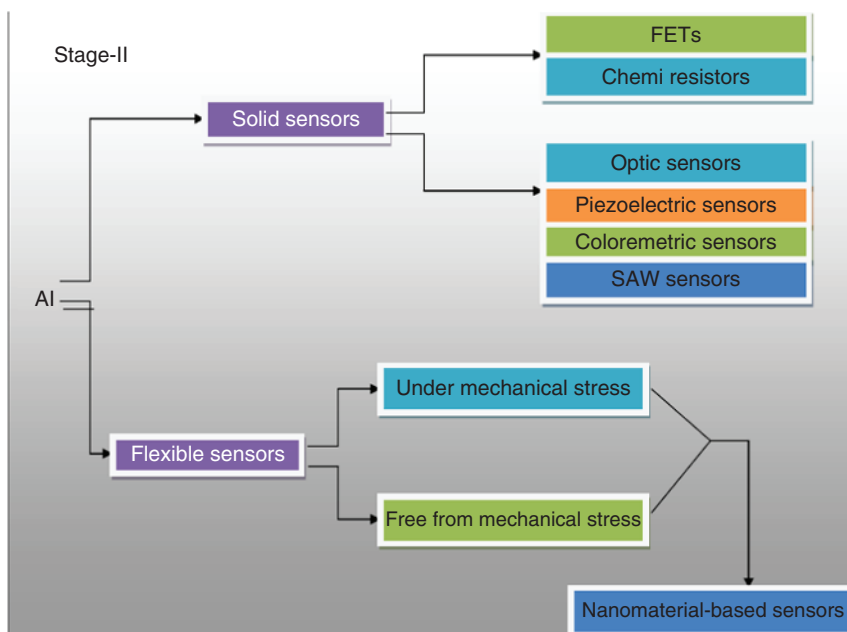 Stage-II
FETs
Chemi resistors
Solid sensors
Optic sensors
Piezoelectric sensors
Coloremetric sensors
SAW sensors
AI
Under mechanical stress
Flexible sensors
Free from mechanical stress
Nanomaterial-based sensors